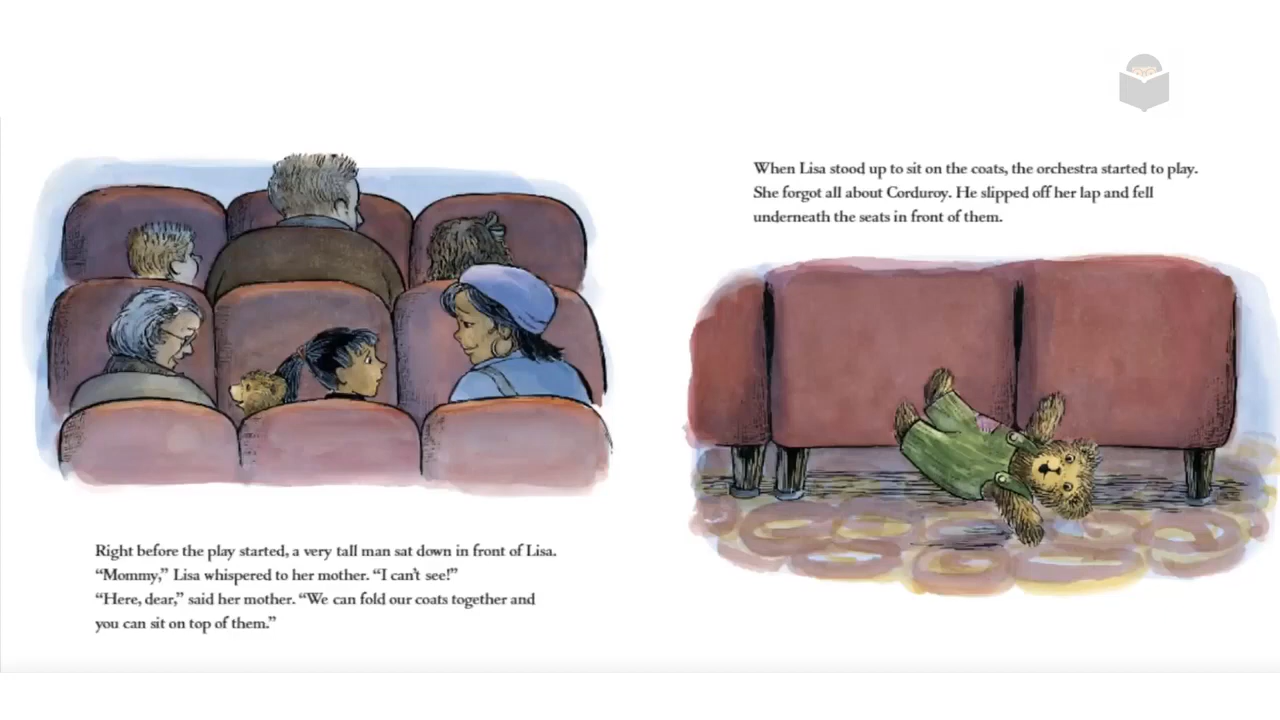 Right before the play started, a very tall man sat down in front of Lisa.
“Mommy,” Lisa whispered to her mother. “I can’t see!”
“Here, dear,” said her mother. “We can fold our coats together and
you can sit on top of them.”
When Lisa stood up to sit on the coats, the orchestra started to play.
She forgot all about Corduroy. He slipped off her lap and fell
underneath the seats in front of them.